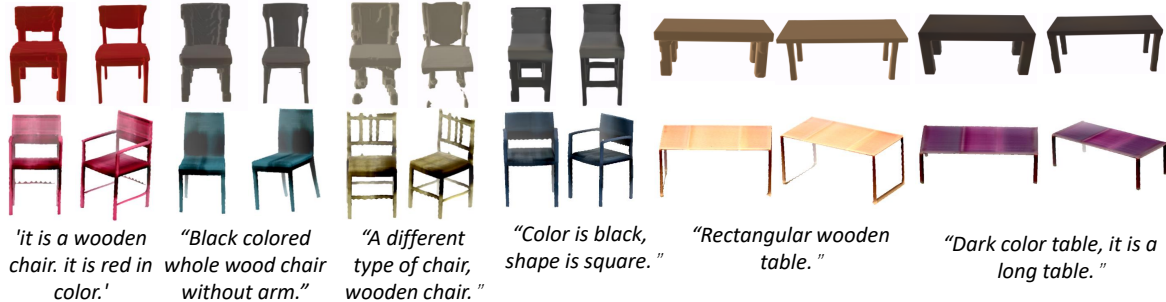 'it is a wooden
chair. it is red in
color.'
“Black colored
whole wood chair
without arm.”
“A different
type of chair,
wooden chair. ”
“Color is black,
shape is square. ”
“Rectangular wooden
table. ”
“Dark color table, it is a
long table. ”